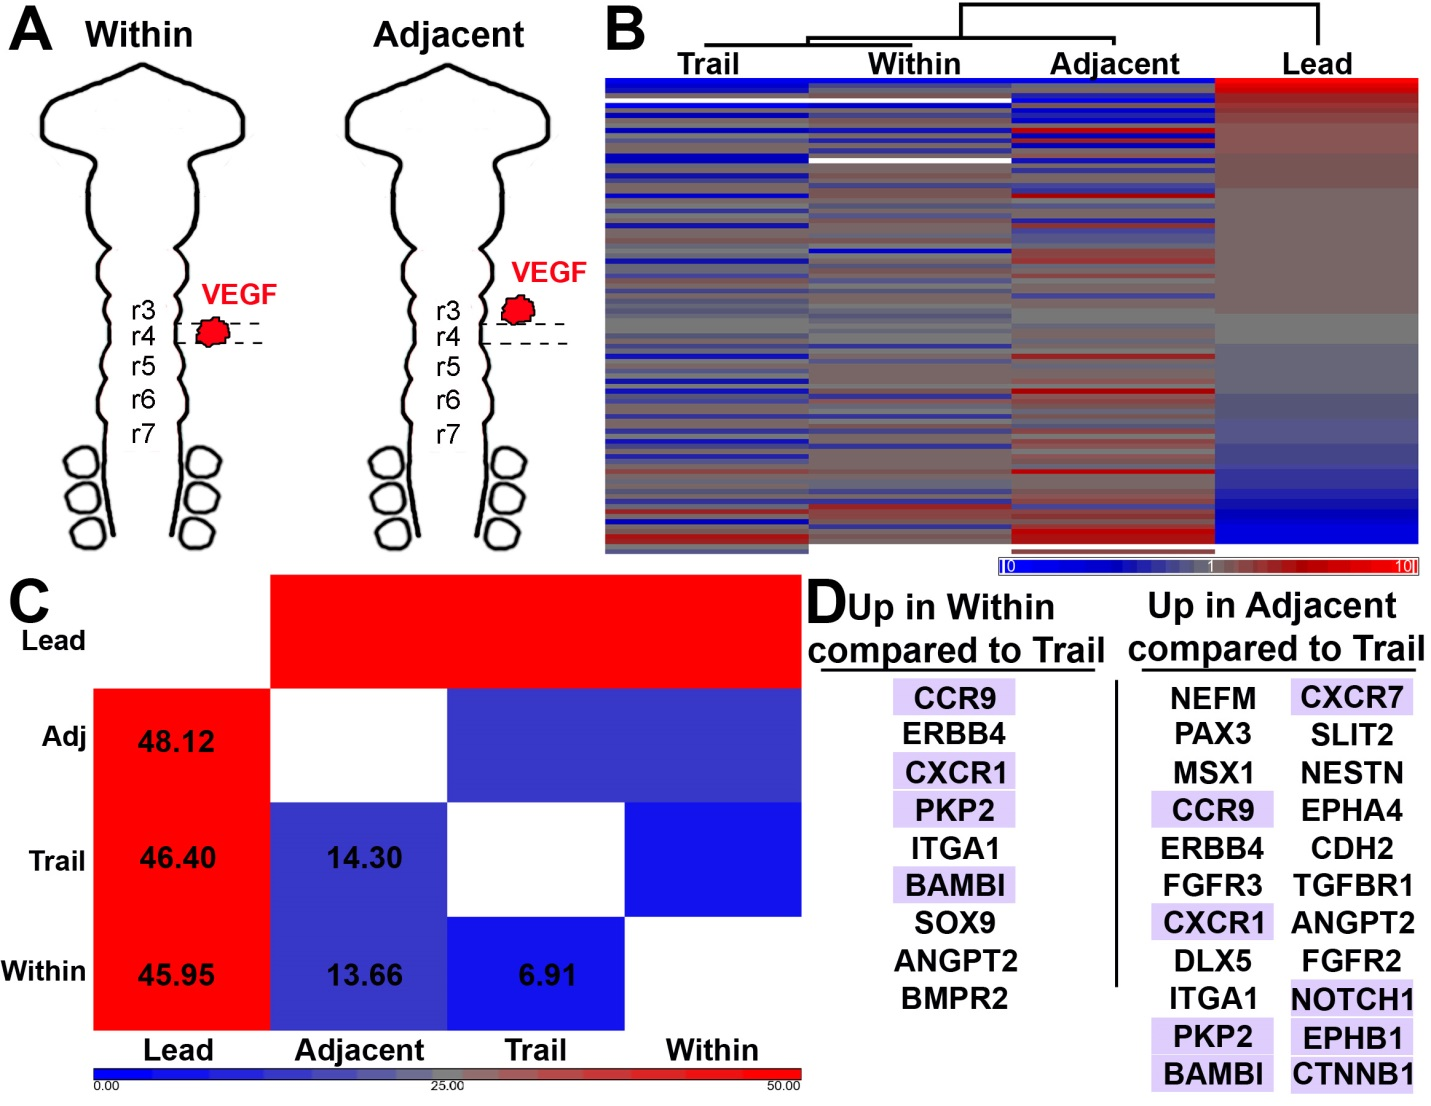 A
Within
Adjacent
VEGF
r3
r4
r5
r6
r7
VEGF
r3
r4
r5
r6
r7
B
Trail
Within
Adjacent
Lead
0
1
10
C
Lead
Adj
48.12
Trail
46.40
14.30
Within
45.95
13.66
6.91
Lead
Adjacent
Trail
Within
0.00
25.00
50.00
D
Up in Within
compared to Trail
CCR9
ERBB4
CXCR1
PKP2
ITGA1
BAMBI
SOX9
ANGPT2
BMPR2
Up in Adjacent
compared to Trail
NEFM
PAX3
MSX1
CCR9
ERBB4
FGFR3
CXCR1
DLX5
ITGA1
PKP2
BAMBI
CXCR7
SLIT2
NESTN
EPHA4
CDH2
TGFBR1
ANGPT2
FGFR2
NOTCH1
EPHB1
CTNNB1